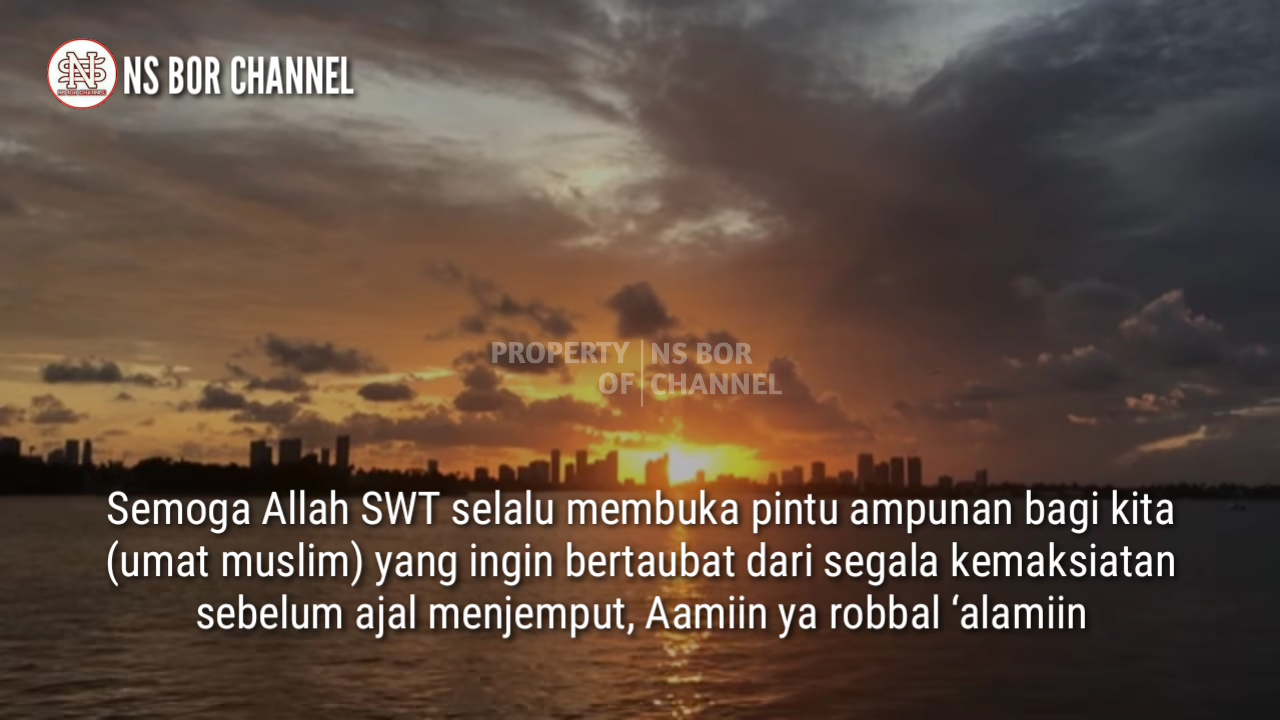 NS BOR CHANNEL
PROPERTY OF
NS BOR CHANNEL
Semoga Allah SWT selalu membuka pintu ampunan bagi kita
(umat muslim) yang ingin bertaubat dari segala kemaksiatan
sebelum ajal menjemput, Aamiin ya robbal ‘alamiin